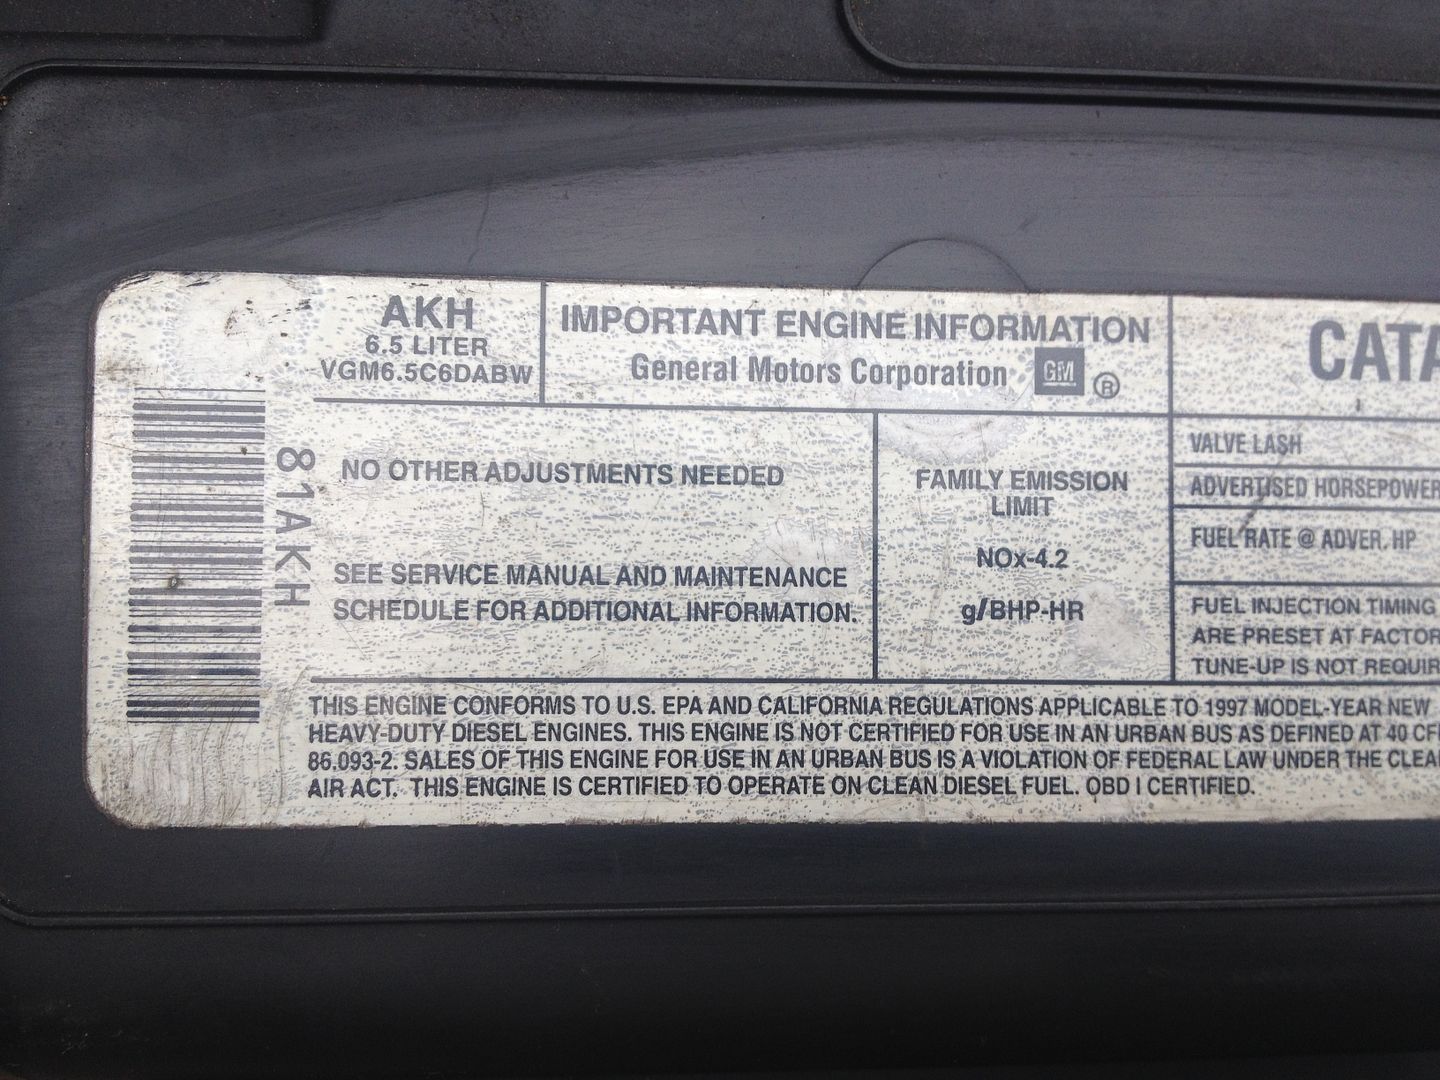 AKH
6.5 LITER
VGM6.5C6DABW
IMPORTANT ENGINE INFORMATION
General Motors Corporation GM ®
CATA
81AKH
NO OTHER ADJUSTMENTS NEEDED
SEE SERVICE MANUAL AND MAINTENANCE
SCHEDULE FOR ADDITIONAL INFORMATION.
FAMILY EMISSION
LIMIT
NOx-4.2
g/BHP-HR
VALVE LASH
ADVERTISED HORSEPOWER
FUEL RATE @ ADVER. HP
FUEL INJECTION TIMING
ARE PRESET AT FACTOR
TUNE-UP IS NOT REQUIR
THIS ENGINE CONFORMS TO U.S. EPA AND CALIFORNIA REGULATIONS APPLICABLE TO 1997 MODEL-YEAR NEW
HEAVY-DUTY DIESEL ENGINES. THIS ENGINE IS NOT CERTIFIED FOR USE IN AN URBAN BUS AS DEFINED AT 40 CF
86.093-2. SALES OF THIS ENGINE FOR USE IN AN URBAN BUS IS A VIOLATION OF FEDERAL LAW UNDER THE CLEA
AIR ACT. THIS ENGINE IS CERTIFIED TO OPERATE ON CLEAN DIESEL FUEL. OBD I CERTIFIED.